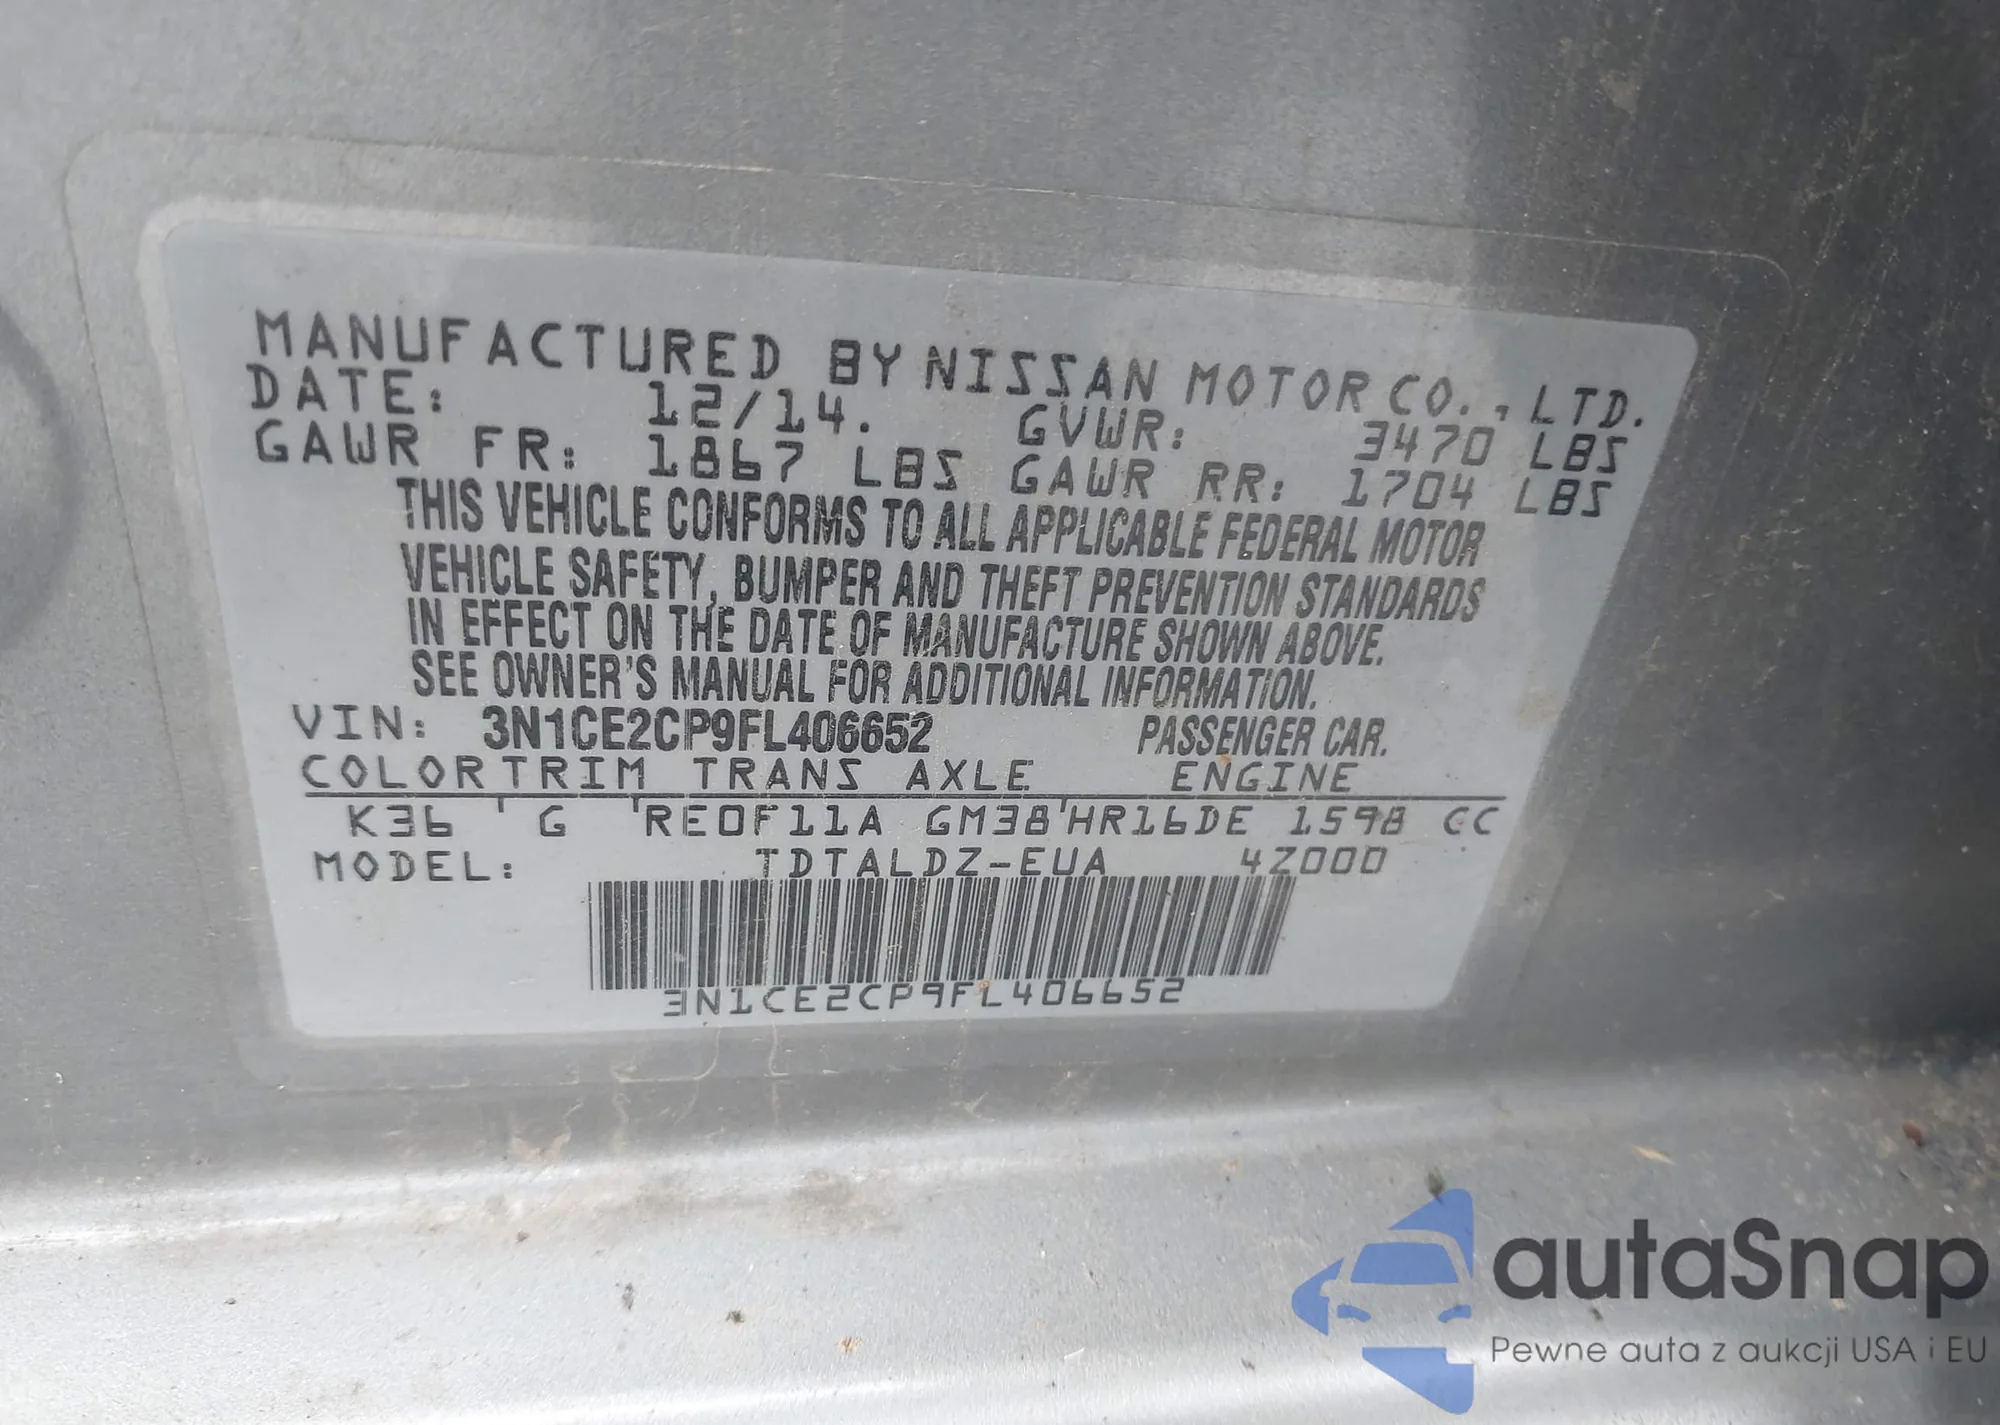 MANUFACTURED BY NISSAN MOTOR CO., LTD.
DATE: 12/14. GVWR: 3470 LBS
GAWR FR: 1867 LBS GAWR RR: 1704 LBS
THIS VEHICLE CONFORMS TO ALL APPLICABLE FEDERAL MOTOR
VEHICLE SAFETY, BUMPER AND THEFT PREVENTION STANDARDS
IN EFFECT ON THE DATE OF MANUFACTURE SHOWN ABOVE.
SEE OWNER'S MANUAL FOR ADDITIONAL INFORMATION.
VIN: 3N1CE2CP9FL406652 PASSENGER CAR.
COLOR TRIM TRANS AXLE ENGINE
K36 G RE0F11A GM38 HR16DE 1598 CC
MODEL: TDTALDZ-EUA 4Z000
3N1CE2CP9FL406652
autaSnap
Pewne auta z aukcji USA i EU